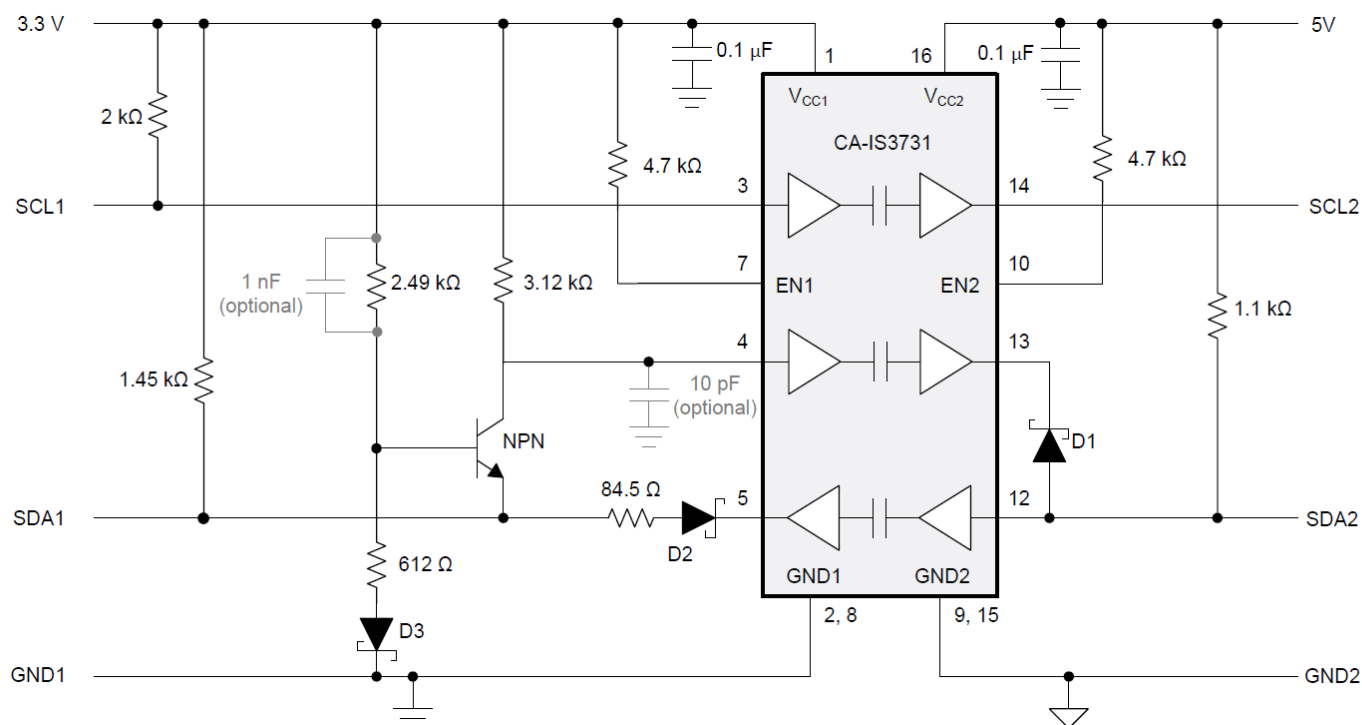 3.3 V
5V
0.1 μF
1
16
0.1 μF
VCC1
VCC2
2 kΩ
CA-IS3731
4.7 kΩ
4.7 kΩ
3
14
SCL1
SCL2
7
10
1 nF
(optional)
2.49 kΩ
3.12 kΩ
EN1
EN2
1.1 kΩ
4
13
1.45 kΩ
10 pF
(optional)
NPN
D1
84.5 Ω
5
12
SDA1
SDA2
D2
612 Ω
GND1
GND2
2, 8
9, 15
D3
GND1
GND2